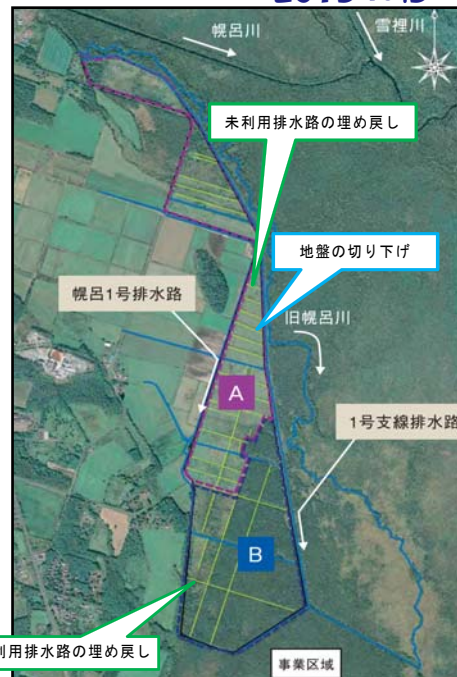 幌呂川
雪裡川
未利用排水路の埋め戻し
地盤の切り下げ
幌呂1号排水路
旧幌呂川
A
1号支線排水路
B
利用排水路の埋め戻し
事業区域